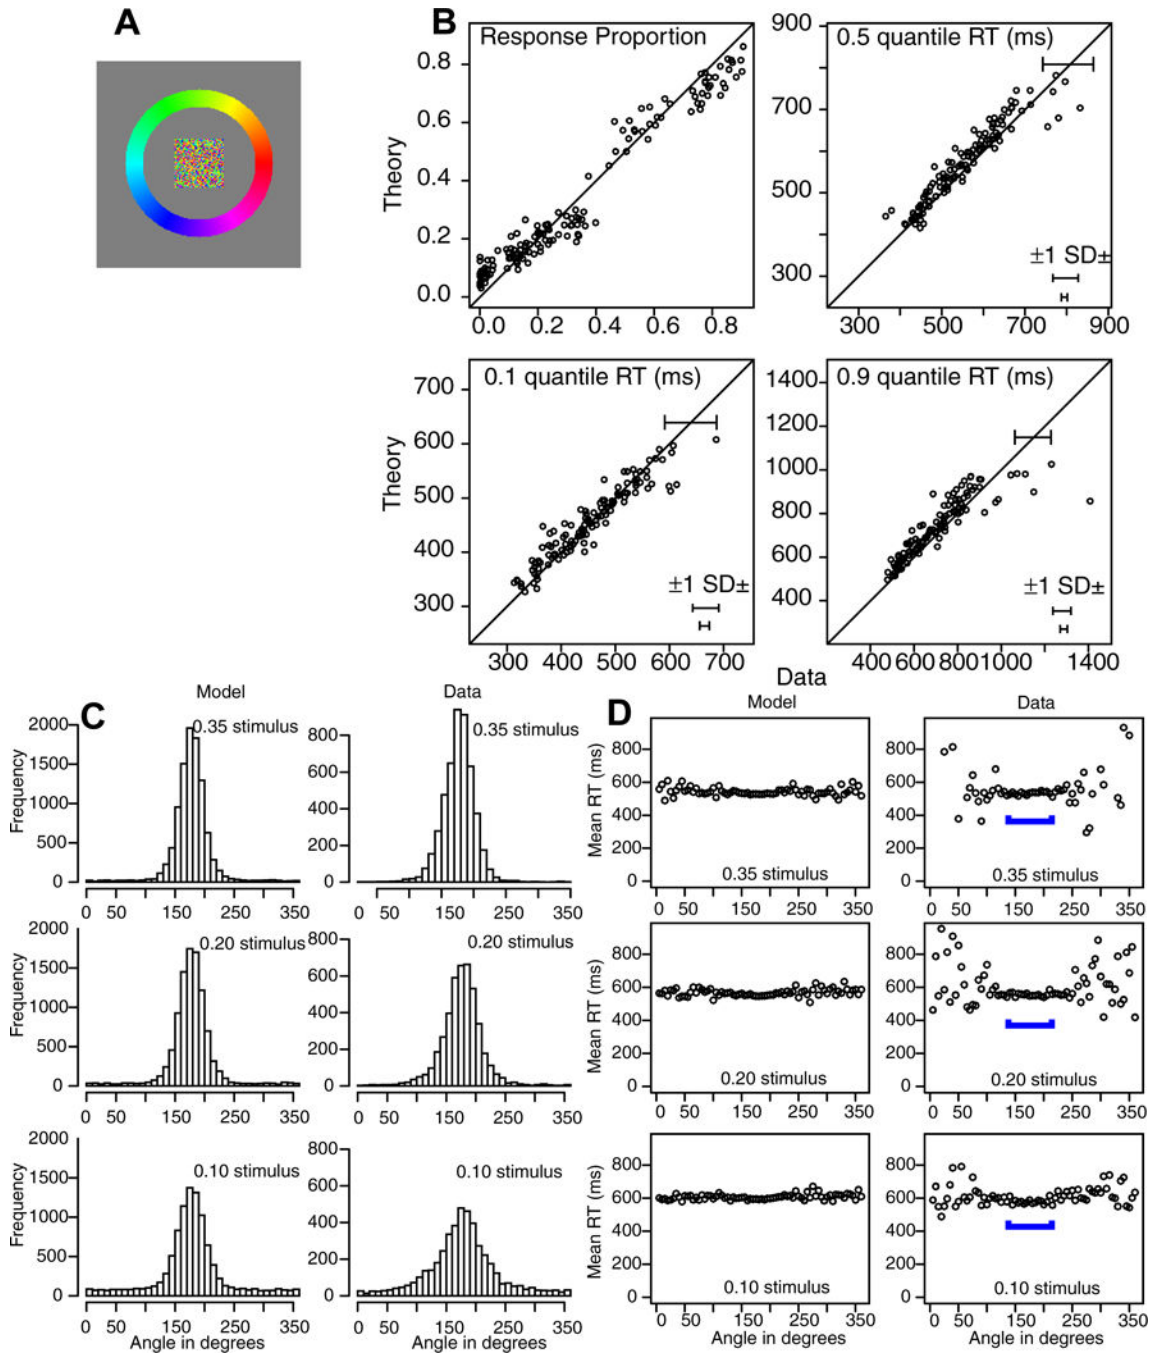 A
B
Response Proportion
0.8
0.6
0.4
0.2
0.0
Theory
0.0 0.2 0.4 0.6 0.8
0.5 quantile RT (ms)
900
700
500
300
±1 SD±
300 500 700 900
0.1 quantile RT (ms)
700
600
500
400
300
Theory
±1 SD±
300 400 500 600 700
0.9 quantile RT (ms)
1400
1200
1000
800
600
400
±1 SD±
400 600 800 1000 1400
Data
C
Model
Data
2000
1500
1000
500
0
Frequency
0.35 stimulus
0 50 150 250 350
800
600
400
200
0
0.35 stimulus
0 50 150 250 350
2000
1500
1000
500
0
Frequency
0.20 stimulus
0 50 150 250 350
800
600
400
200
0
0.20 stimulus
0 50 150 250 350
2000
1500
1000
500
0
Frequency
0.10 stimulus
0 50 150 250 350
Angle in degrees
800
600
400
200
0
0.10 stimulus
0 50 150 250 350
Angle in degrees
D
Model
Data
800
600
400
200
0
Mean RT (ms)
0.35 stimulus
0 50 150 250 350
800
600
400
200
0
0.35 stimulus
0 50 150 250 350
800
600
400
200
0
Mean RT (ms)
0.20 stimulus
0 50 150 250 350
800
600
400
200
0
0.20 stimulus
0 50 150 250 350
800
600
400
200
0
Mean RT (ms)
0.10 stimulus
0 50 150 250 350
Angle in degrees
800
600
400
200
0
0.10 stimulus
0 50 150 250 350
Angle in degrees